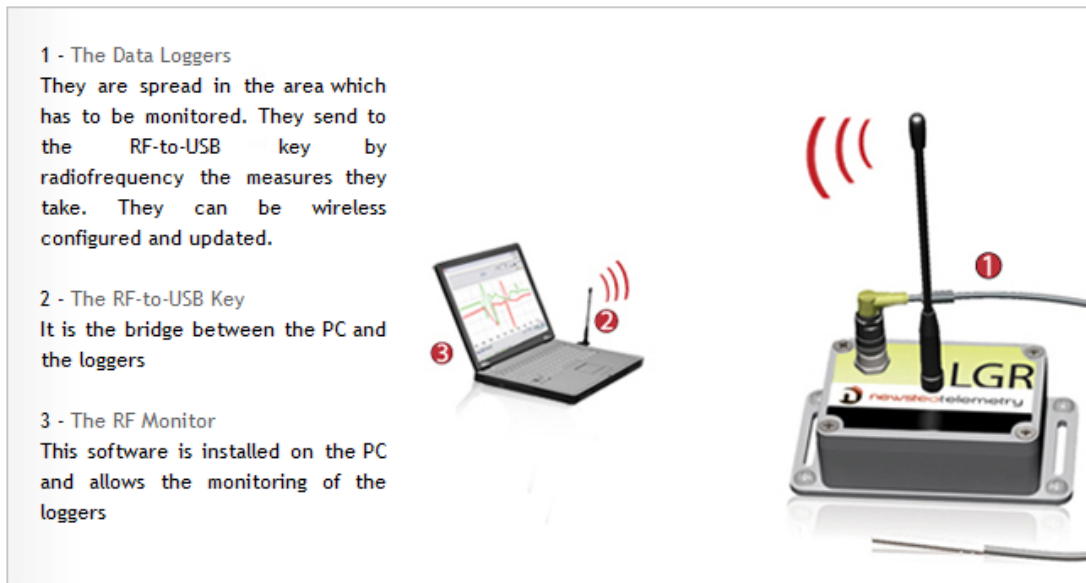 1 - The Data Loggers
They are spread in the area which
has to be monitored. They send to
the RF-to-USB key by
radiofrequency the measures they
take. They can be wireless
configured and updated.
2 - The RF-to-USB Key
It is the bridge between the PC and
the loggers
3 - The RF Monitor
This software is installed on the PC
and allows the monitoring of the
loggers
1
2
3
LGR
newsteotelemetry